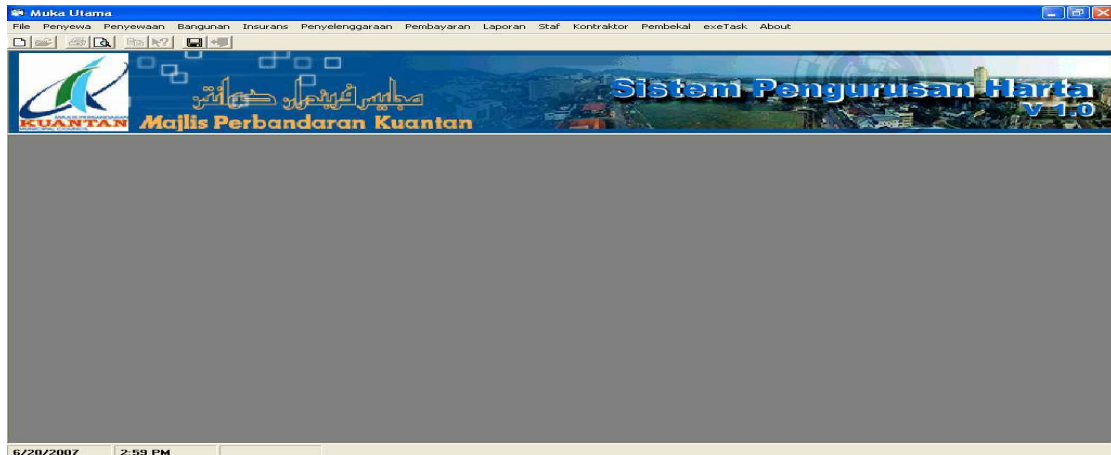 Muka Utama
File Penyewa Penyewaan Bangunan Insurans Penyelenggaraan Pembayaran Laporan Staf Kontraktor Pembekal exeTask About
مجليس ڤربندرن کوانتن
Sistem Pengurusan Harta
V 1.0
KUANTAN
Majlis Perbandaran Kuantan
6/20/2007 2:59 PM